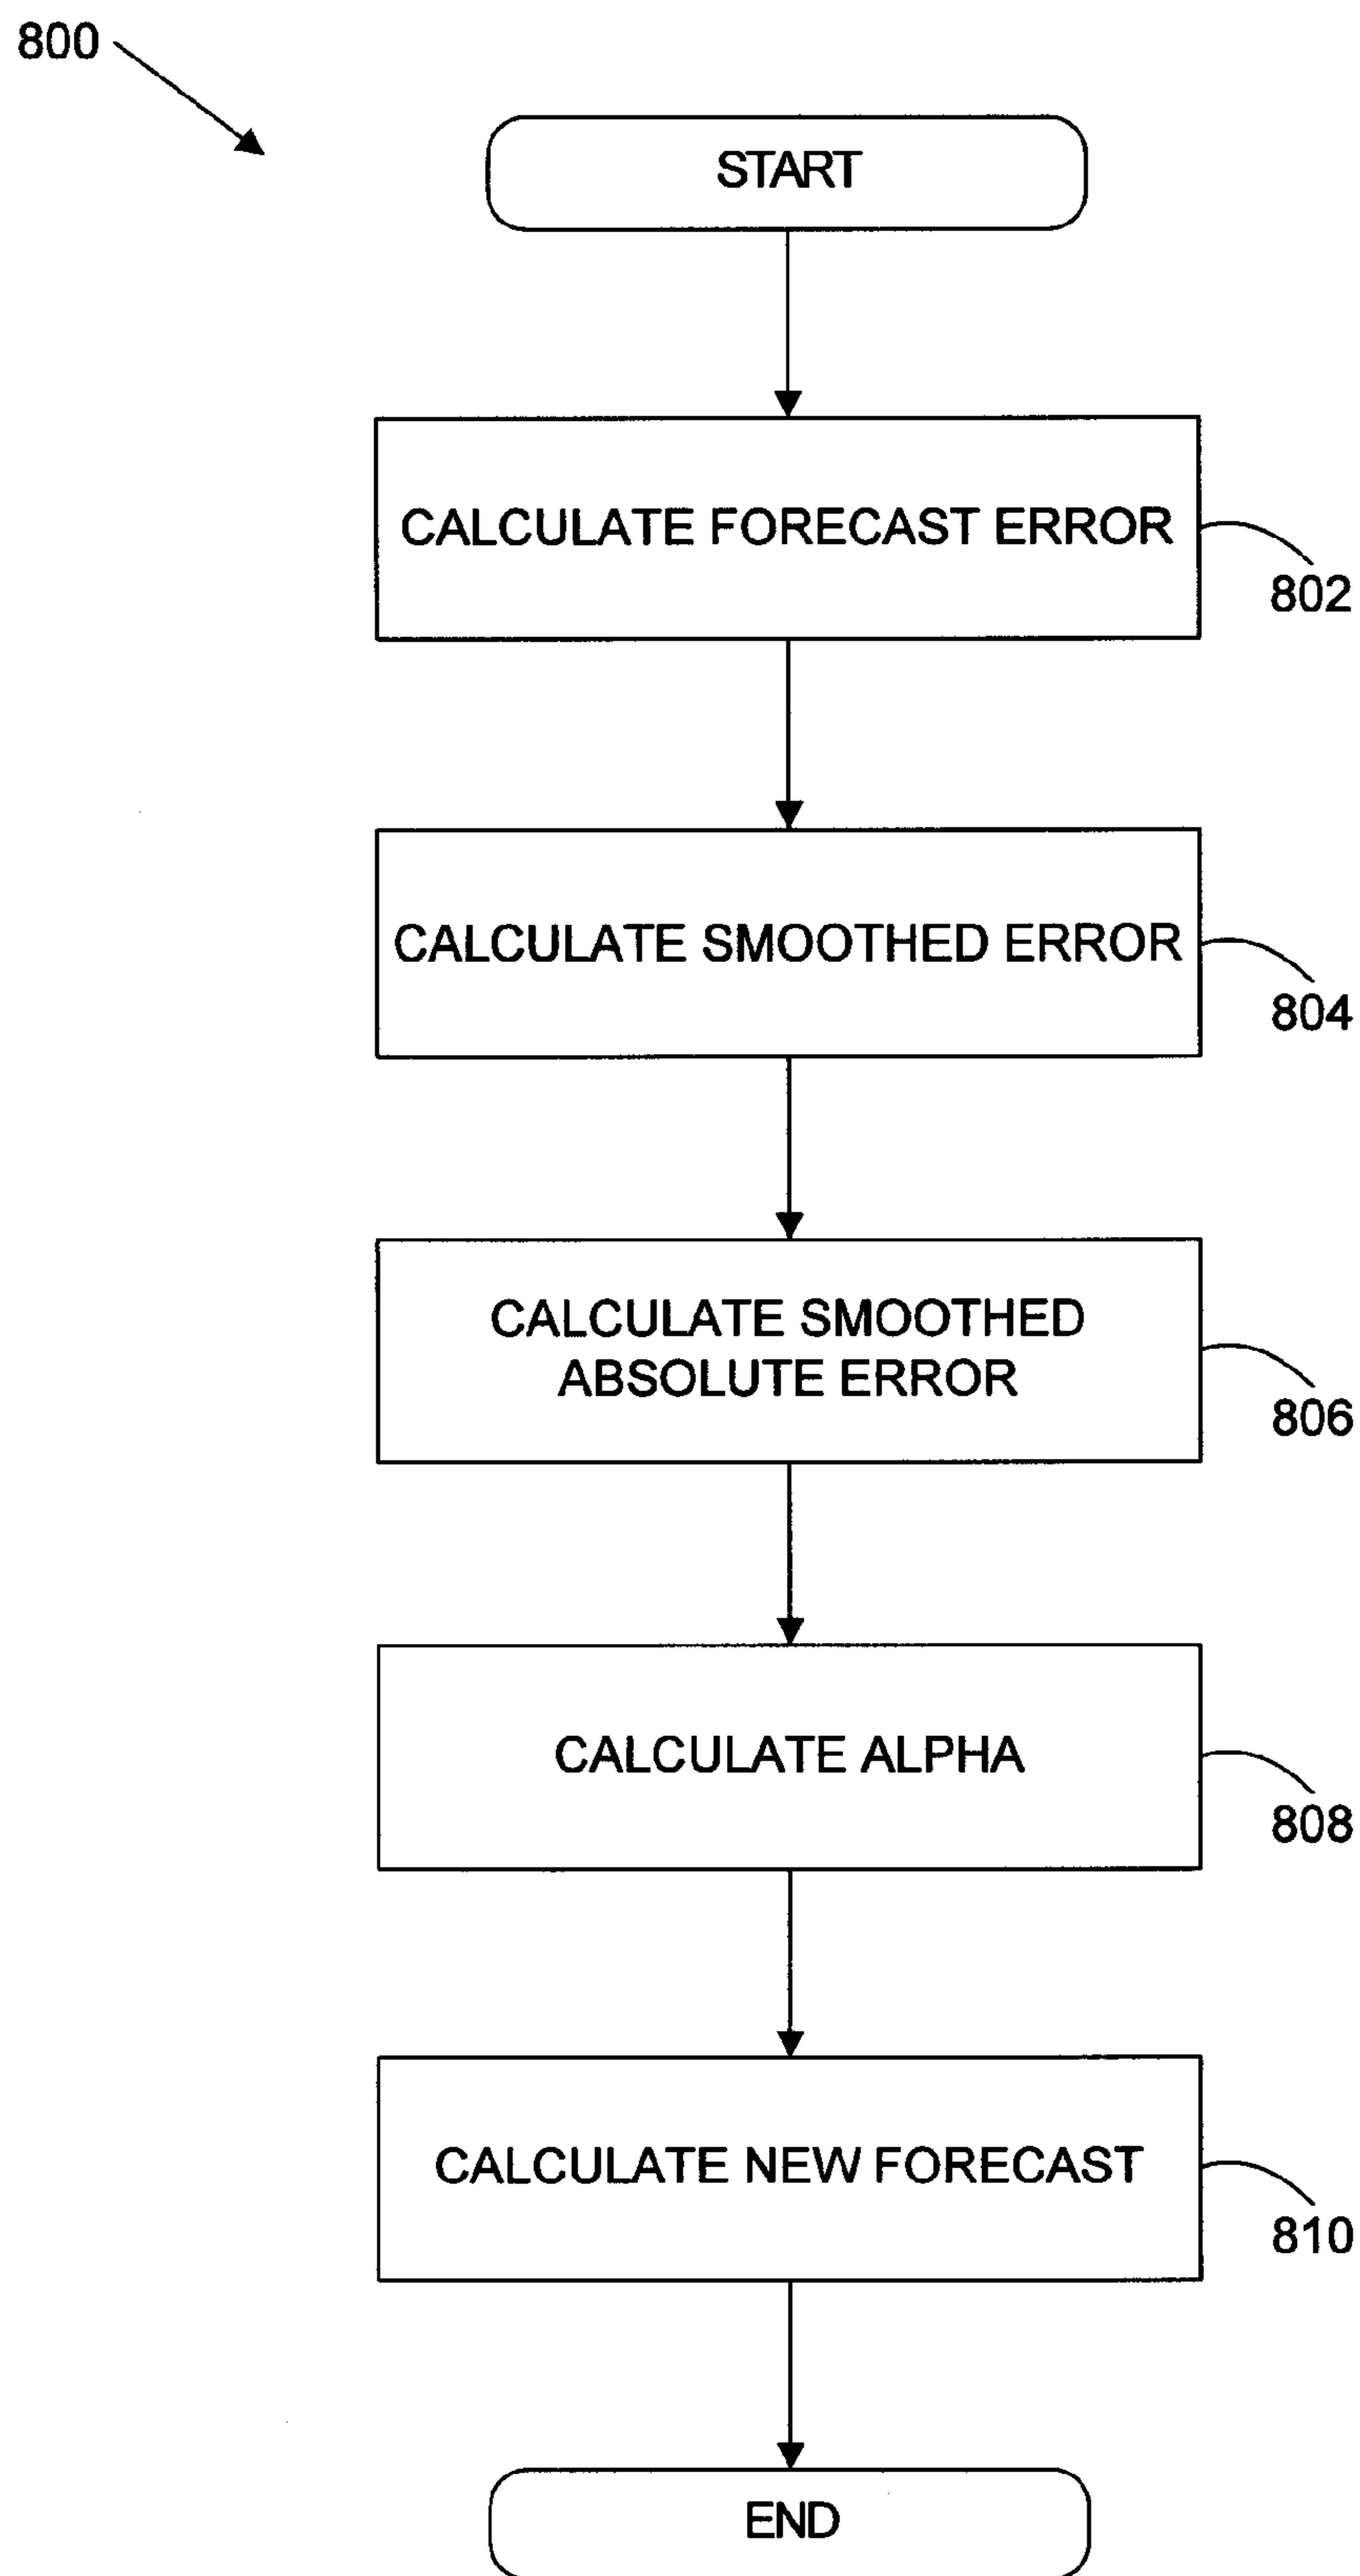 800
START
CALCULATE FORECAST ERROR
802
CALCULATE SMOOTHED ERROR
804
CALCULATE SMOOTHED
ABSOLUTE ERROR
806
CALCULATE ALPHA
808
CALCULATE NEW FORECAST
810
END